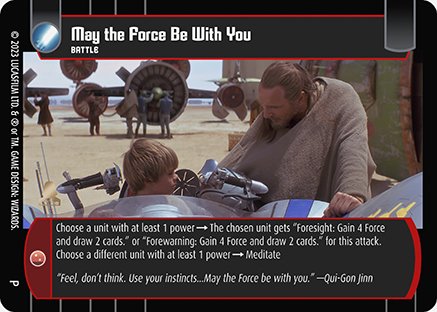 May the Force Be With You
BATTLE
© 2023 LUCASFILM LTD. & ® or TM. GAME DESIGN: WIZARDS.
Choose a unit with at least 1 power→The chosen unit gets "Foresight: Gain 4 Force
and draw 2 cards." or "Forewarning: Gain 4 Force and draw 2 cards." for this attack.
Choose a different unit with at least 1 power→Meditate
"Feel, don't think. Use your instincts...May the Force be with you." —Qui-Gon Jinn
P